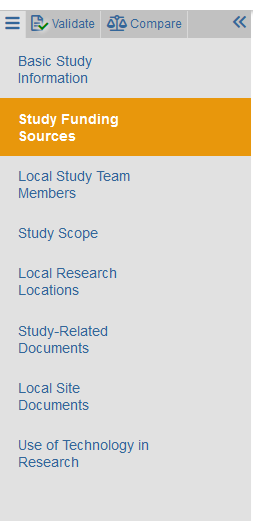 Validate Compare
Basic Study
Information
Study Funding
Sources
Local Study Team
Members
Study Scope
Local Research
Locations
Study-Related
Documents
Local Site
Documents
Use of Technology in
Research